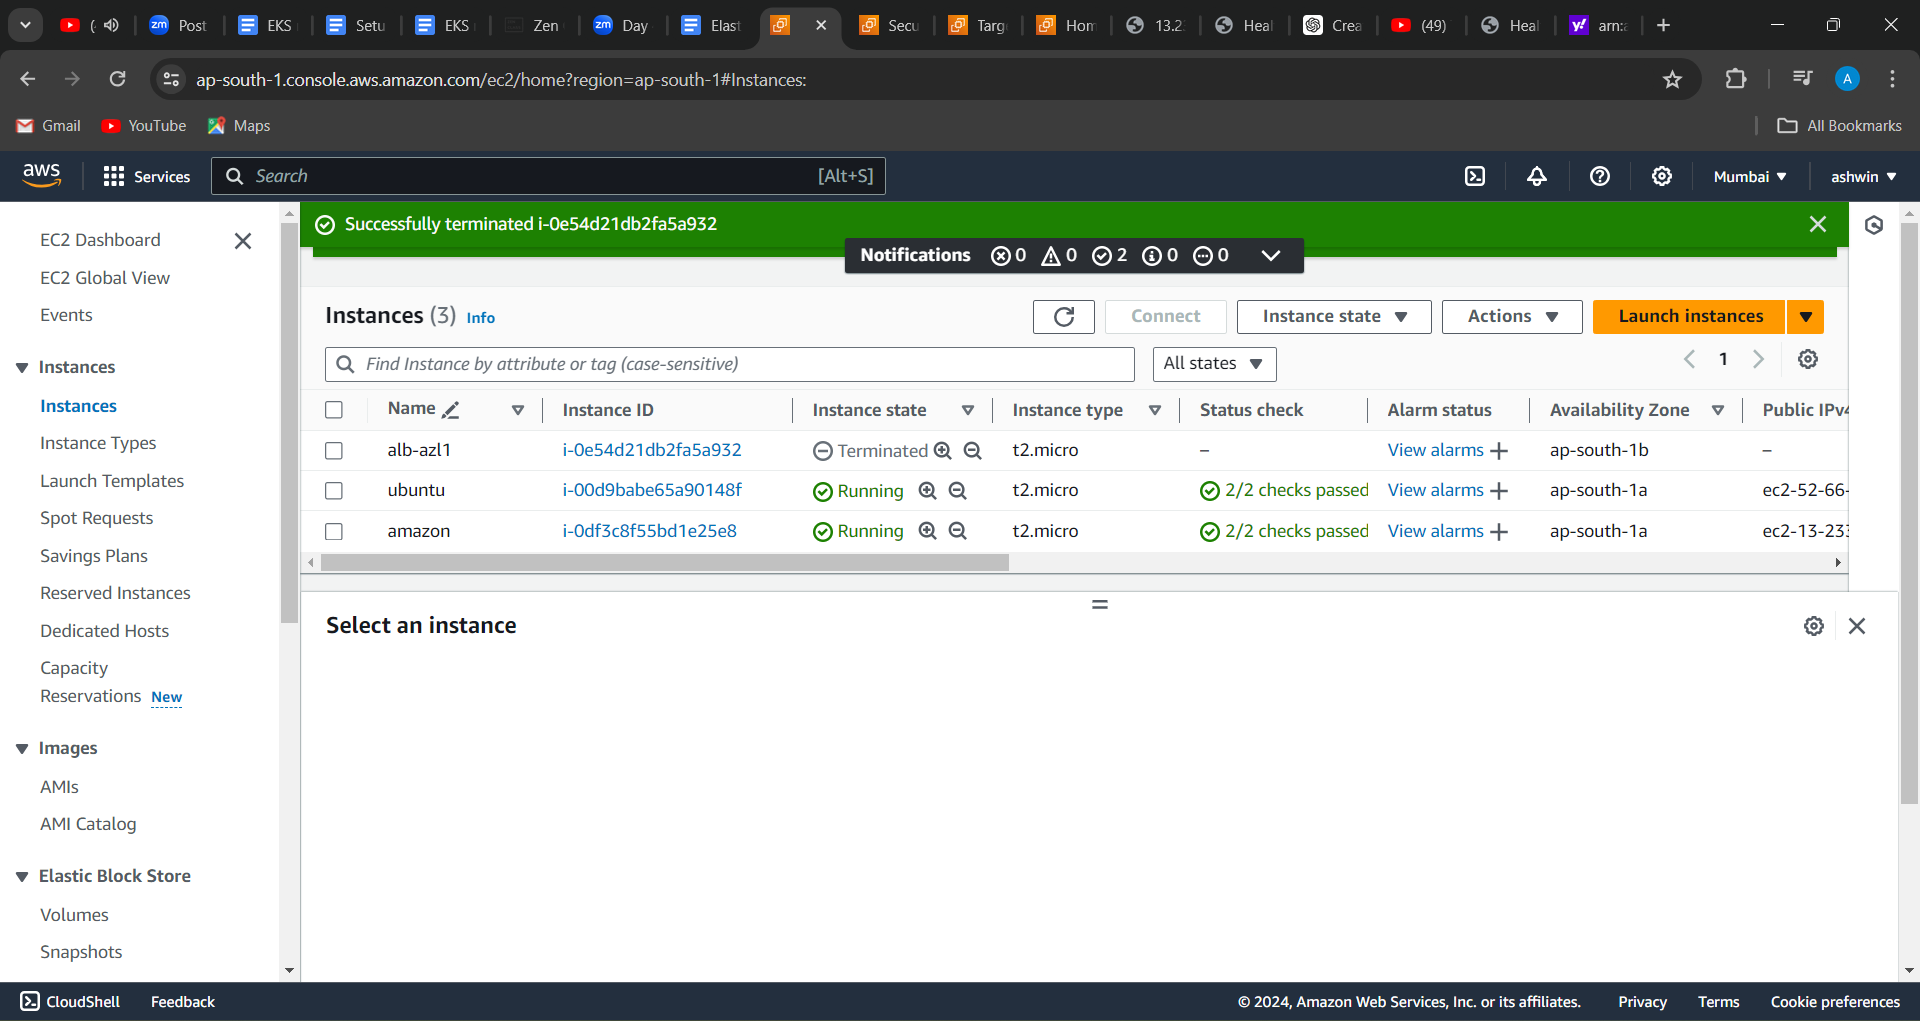 (
Post
EKS
Setu
EKS
Zen
Day
Elast
Secu
Targ
Hom
13.2
Heal
Crea
(49)
Heal
arn:a
ap-south-1.console.aws.amazon.com/ec2/home?region=ap-south-1#Instances:
A
Gmail
YouTube
Maps
All Bookmarks
aws
Services
Search
[Alt+S]
Mumbai
ashwin
EC2 Dashboard
EC2 Global View
Events
Instances
Instances
Instance Types
Launch Templates
Spot Requests
Savings Plans
Reserved Instances
Dedicated Hosts
Capacity
Reservations New
Images
AMIs
AMI Catalog
Elastic Block Store
Volumes
Snapshots
Successfully terminated i-0e54d21db2fa5a932
Notifications 0 0 2 0 0
Instances (3) Info
Connect
Instance state
Actions
Launch instances
Find Instance by attribute or tag (case-sensitive)
All states
1
Name Instance ID Instance state Instance type Status check Alarm status Availability Zone Public IPv4
alb-azl1 i-0e54d21db2fa5a932 Terminated t2.micro – View alarms + ap-south-1b –
ubuntu i-00d9babe65a90148f Running t2.micro 2/2 checks passed View alarms + ap-south-1a ec2-52-66-
amazon i-0df3c8f55bd1e25e8 Running t2.micro 2/2 checks passed View alarms + ap-south-1a ec2-13-233
Select an instance
CloudShell
Feedback
© 2024, Amazon Web Services, Inc. or its affiliates.
Privacy
Terms
Cookie preferences